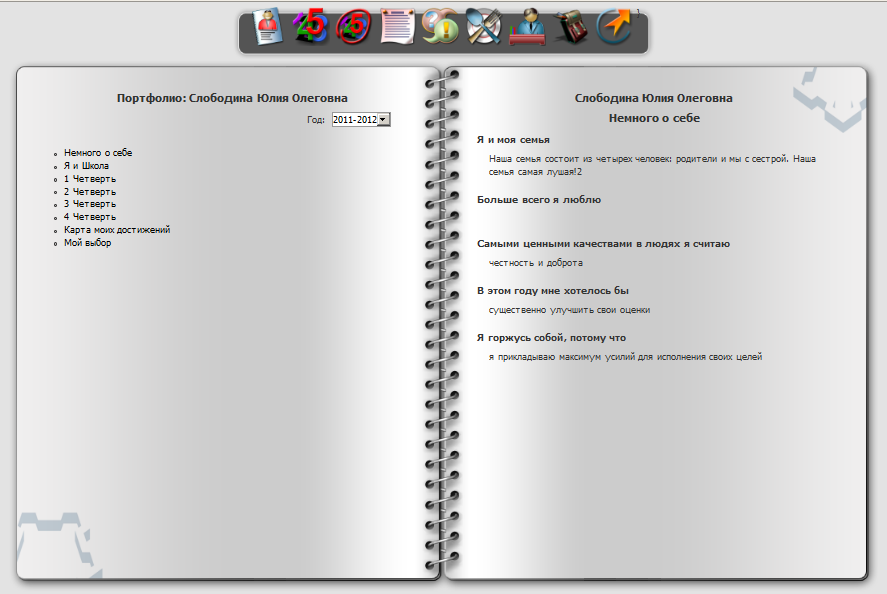 5
5
1
Портфолио: Слободина Юлия Олеговна
Год: 2011-2012
Немного о себе
Я и Школа
1 Четверть
2 Четверть
3 Четверть
4 Четверть
Карта моих достижений
Мой выбор
Слободина Юлия Олеговна
Немного о себе
Я и моя семья
Наша семья состоит из четырех человек: родители и мы с сестрой. Наша
семья самая лушая!2
Больше всего я люблю
Самыми ценными качествами в людях я считаю
честность и доброта
В этом году мне хотелось бы
существенно улучшить свои оценки
Я горжусь собой, потому что
я прикладываю максимум усилий для исполнения своих целей